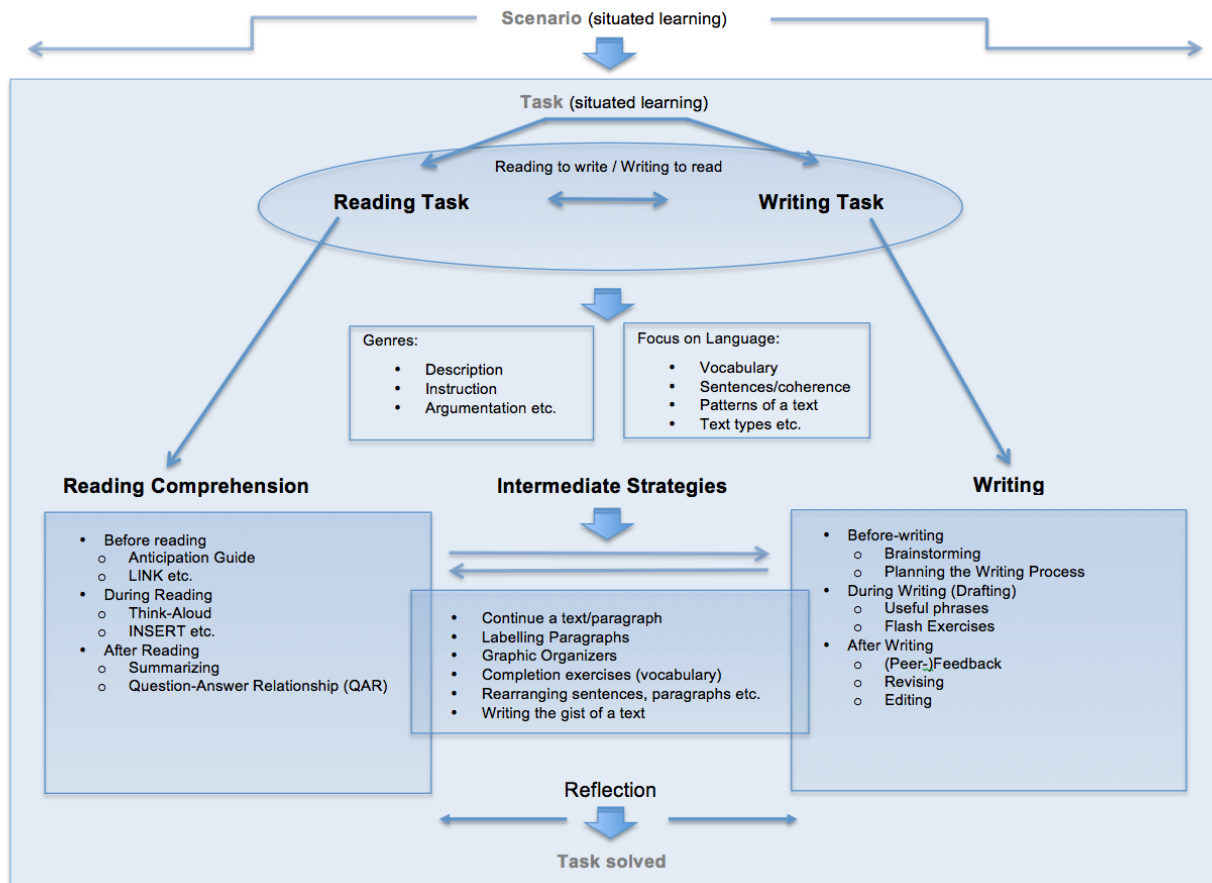 Scenario (situated learning)
Task (situated learning)
Reading to write / Writing to read
Reading Task
Writing Task
Genres:
• Description
• Instruction
• Argumentation etc.
Focus on Language:
• Vocabulary
• Sentences/coherence
• Patterns of a text
• Text types etc.
Reading Comprehension
• Before reading
o Anticipation Guide
o LINK etc.
• During Reading
o Think-Aloud
o INSERT etc.
• After Reading
o Summarizing
o Question-Answer Relationship (QAR)
Intermediate Strategies
• Continue a text/paragraph
• Labelling Paragraphs
• Graphic Organizers
• Completion exercises (vocabulary)
• Rearranging sentences, paragraphs etc.
• Writing the gist of a text
Writing
• Before-writing
o Brainstorming
o Planning the Writing Process
• During Writing (Drafting)
o Useful phrases
o Flash Exercises
• After Writing
o (Peer-)Feedback
o Revising
o Editing
Reflection
Task solved